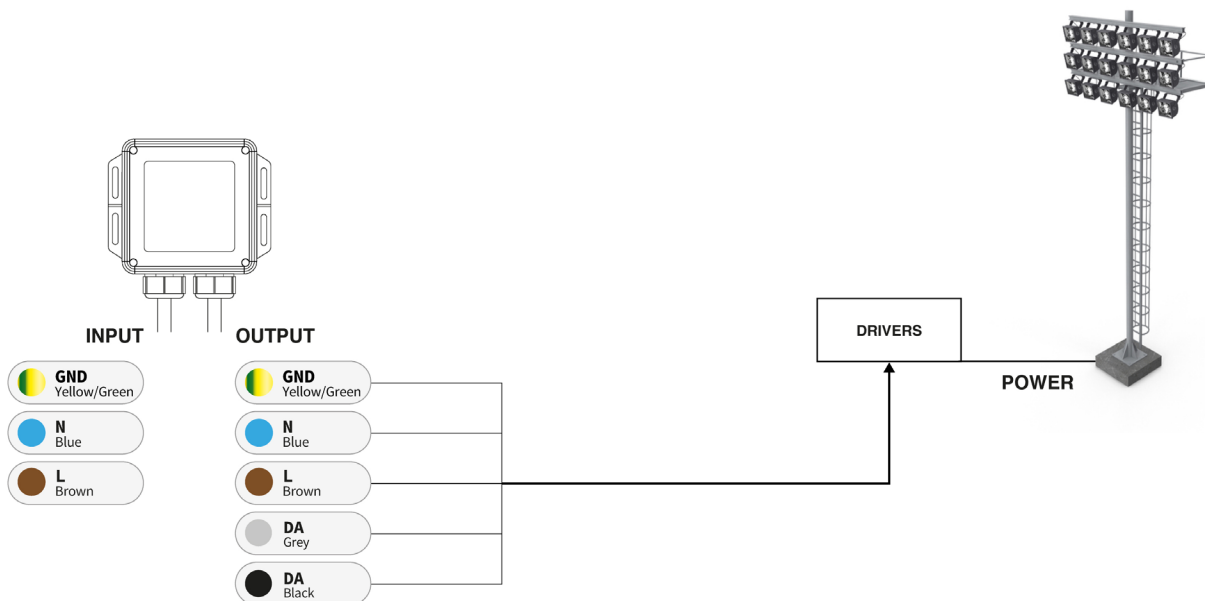 INPUT
OUTPUT
GND
Yellow/Green
N
Blue
L
Brown
GND
Yellow/Green
N
Blue
L
Brown
DA
Grey
DA
Black
DRIVERS
POWER